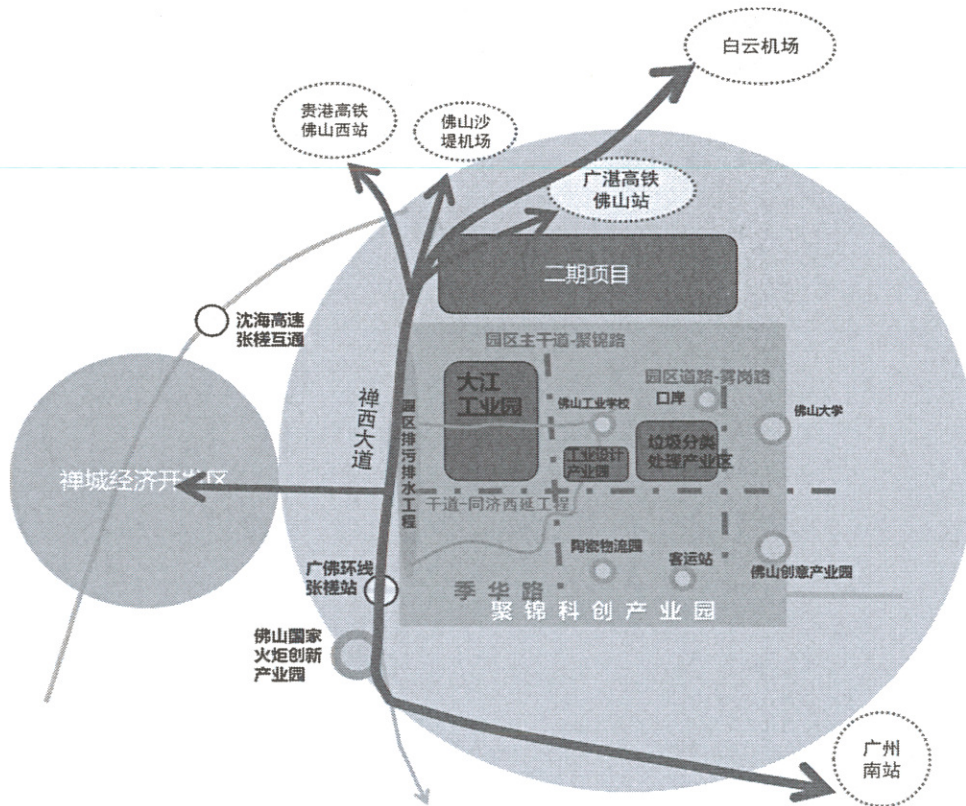 白云机场
贵港高铁
佛山西站
佛山沙
堤机场
广湛高铁
佛山站
二期项目
沈海高速
张槎互通
园区主干道-聚锦路
大江
工业园
园区道路-雾岗路
口岸
佛山工业学校
佛山大学
禅西大道
园区排污排水工程
工业设计
产业园
垃圾分类
处理产业区
禅城经济开发区
干道-同济西延工程
陶瓷物流园
客运站
佛山创意产业园
广佛环线
张槎站
季华路
聚锦科创产业园
佛山国家
火炬创新
产业园
广州
南站